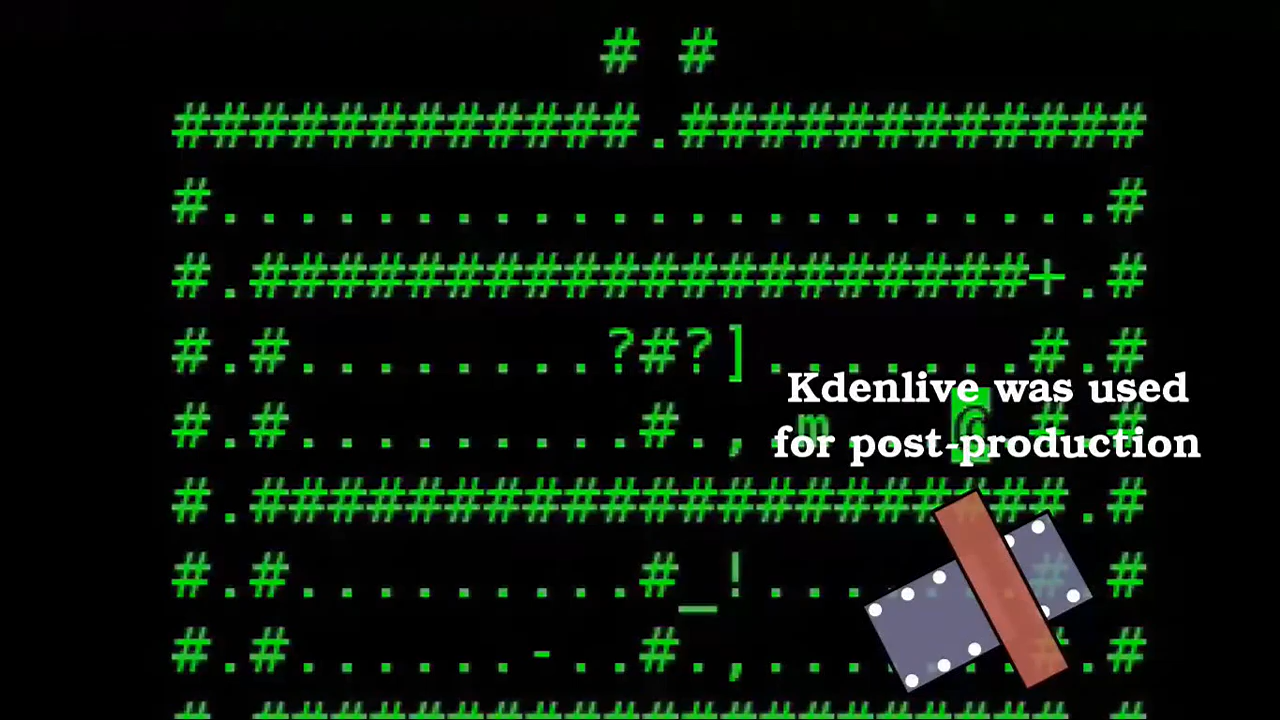 # #
############.############
#.......................#
#.####################+.#
#.#........?#?].......#.#
#.#.........#.,.m...@.#.#
Kdenlive was used
for post-production
#.#####################.#
#.#.........#_!.......#.#
#.#......-..#.,.......#.#